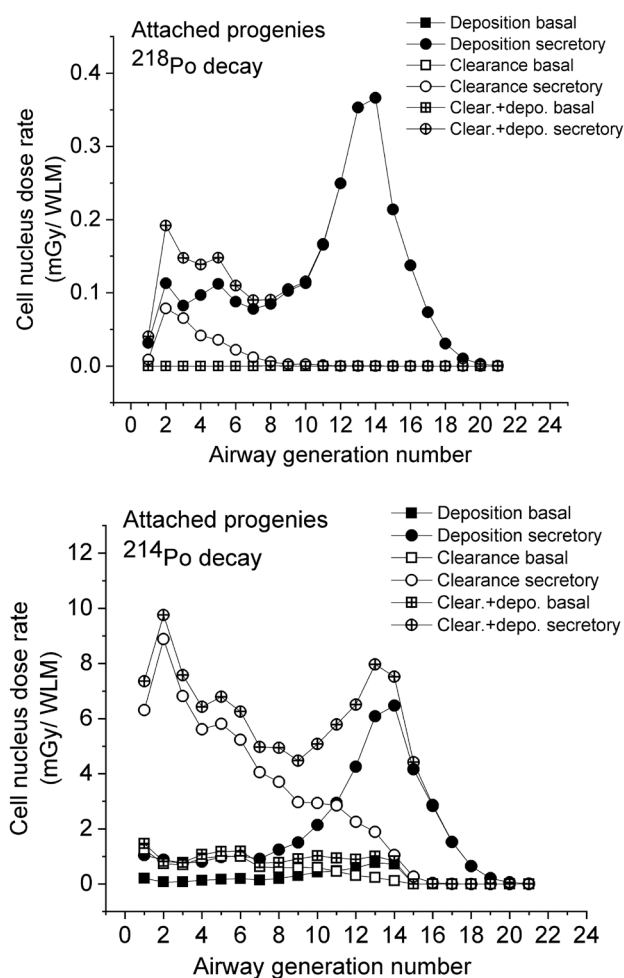 Attached progenies
²¹⁸Po decay
Deposition basal
Deposition secretory
Clearance basal
Clearance secretory
Clear.+depo. basal
Clear.+depo. secretory
0.4
0.3
0.2
0.1
0.0
Cell nucleus dose rate
(mGy/ WLM)
0 2 4 6 8 10 12 14 16 18 20 22 24
Airway generation number
Attached progenies
²¹⁴Po decay
Deposition basal
Deposition secretory
Clearance basal
Clearance secretory
Clear.+depo. basal
Clear.+depo. secretory
12
10
8
6
4
2
0
Cell nucleus dose rate
(mGy/ WLM)
0 2 4 6 8 10 12 14 16 18 20 22 24
Airway generation number